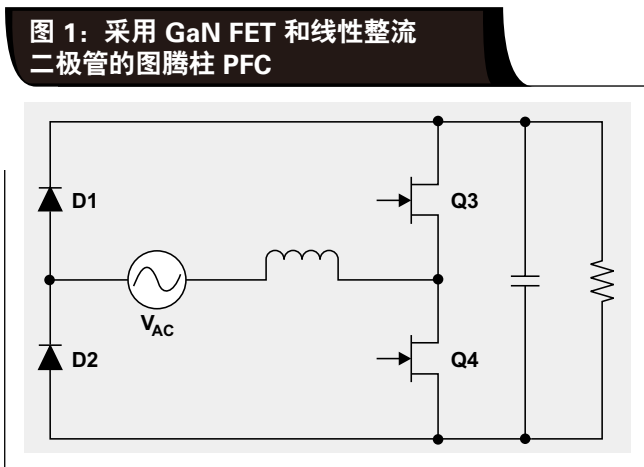 图 1：采用 GaN FET 和线性整流
二极管的图腾柱 PFC
D1
Q3
VAC
D2
Q4